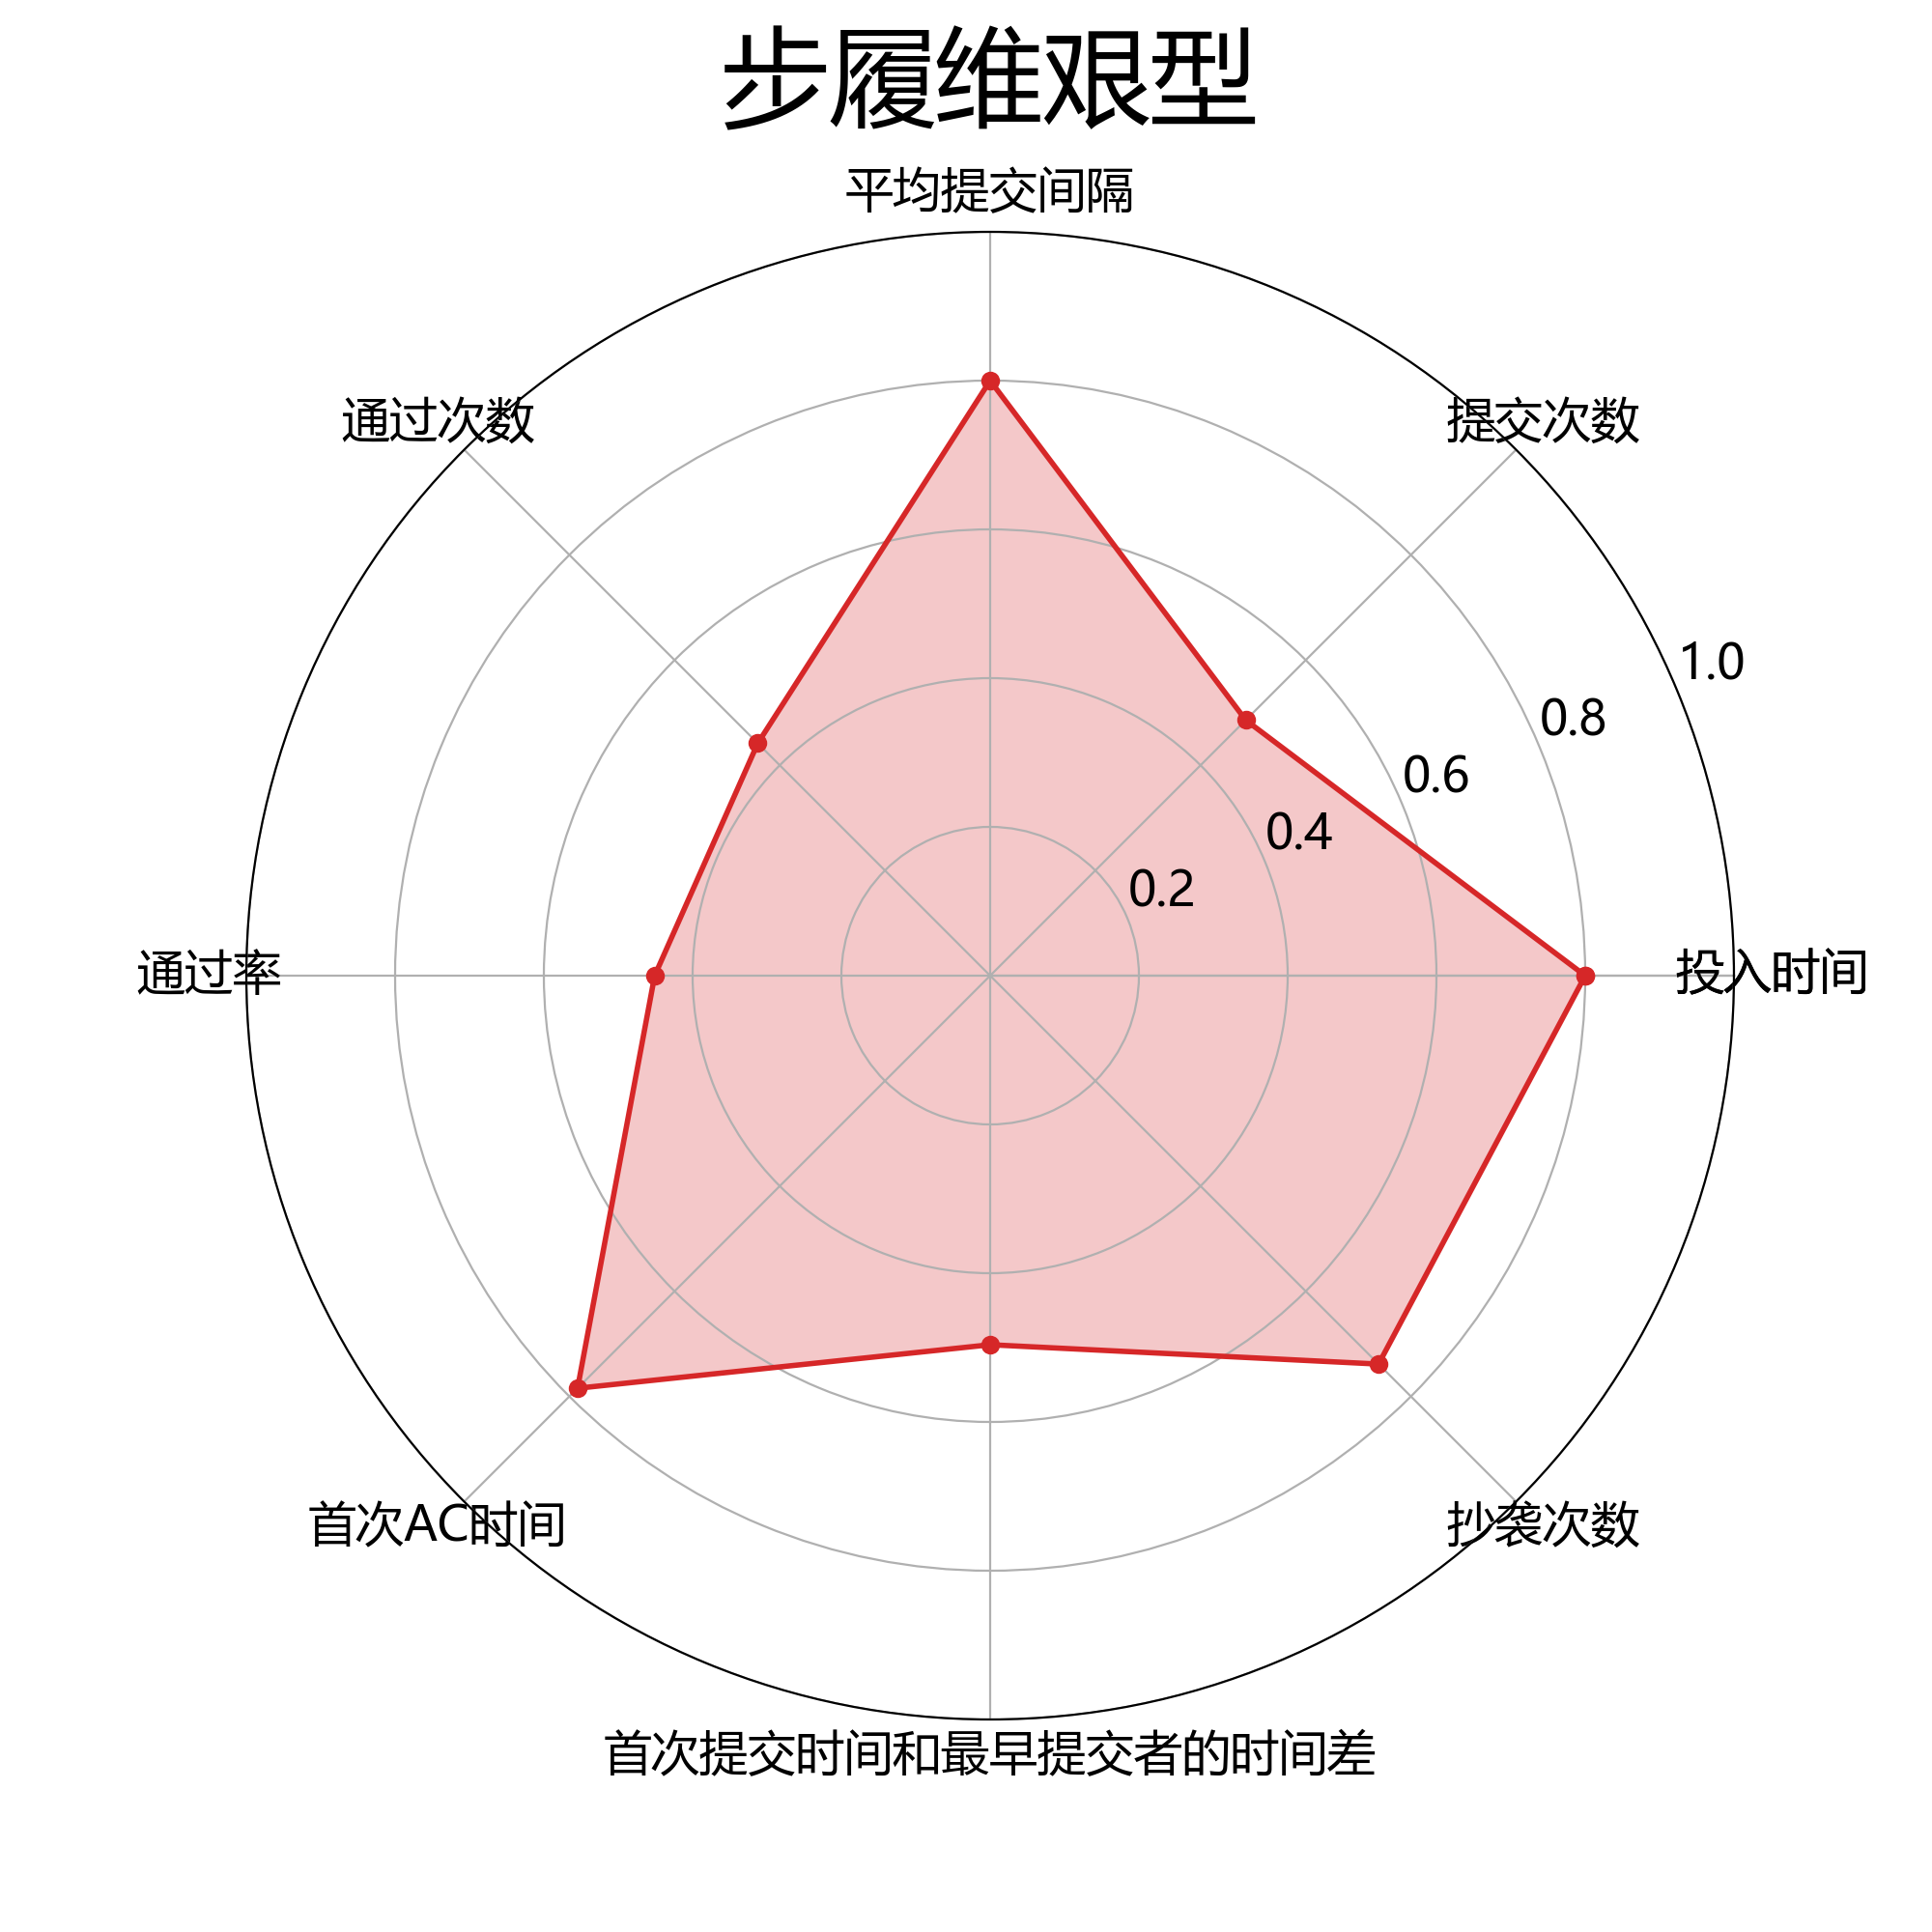 步履维艰型
平均提交间隔
通过次数
提交次数
1.0
0.8
0.6
0.4
0.2
通过率
投入时间
首次AC时间
抄袭次数
首次提交时间和最早提交者的时间差